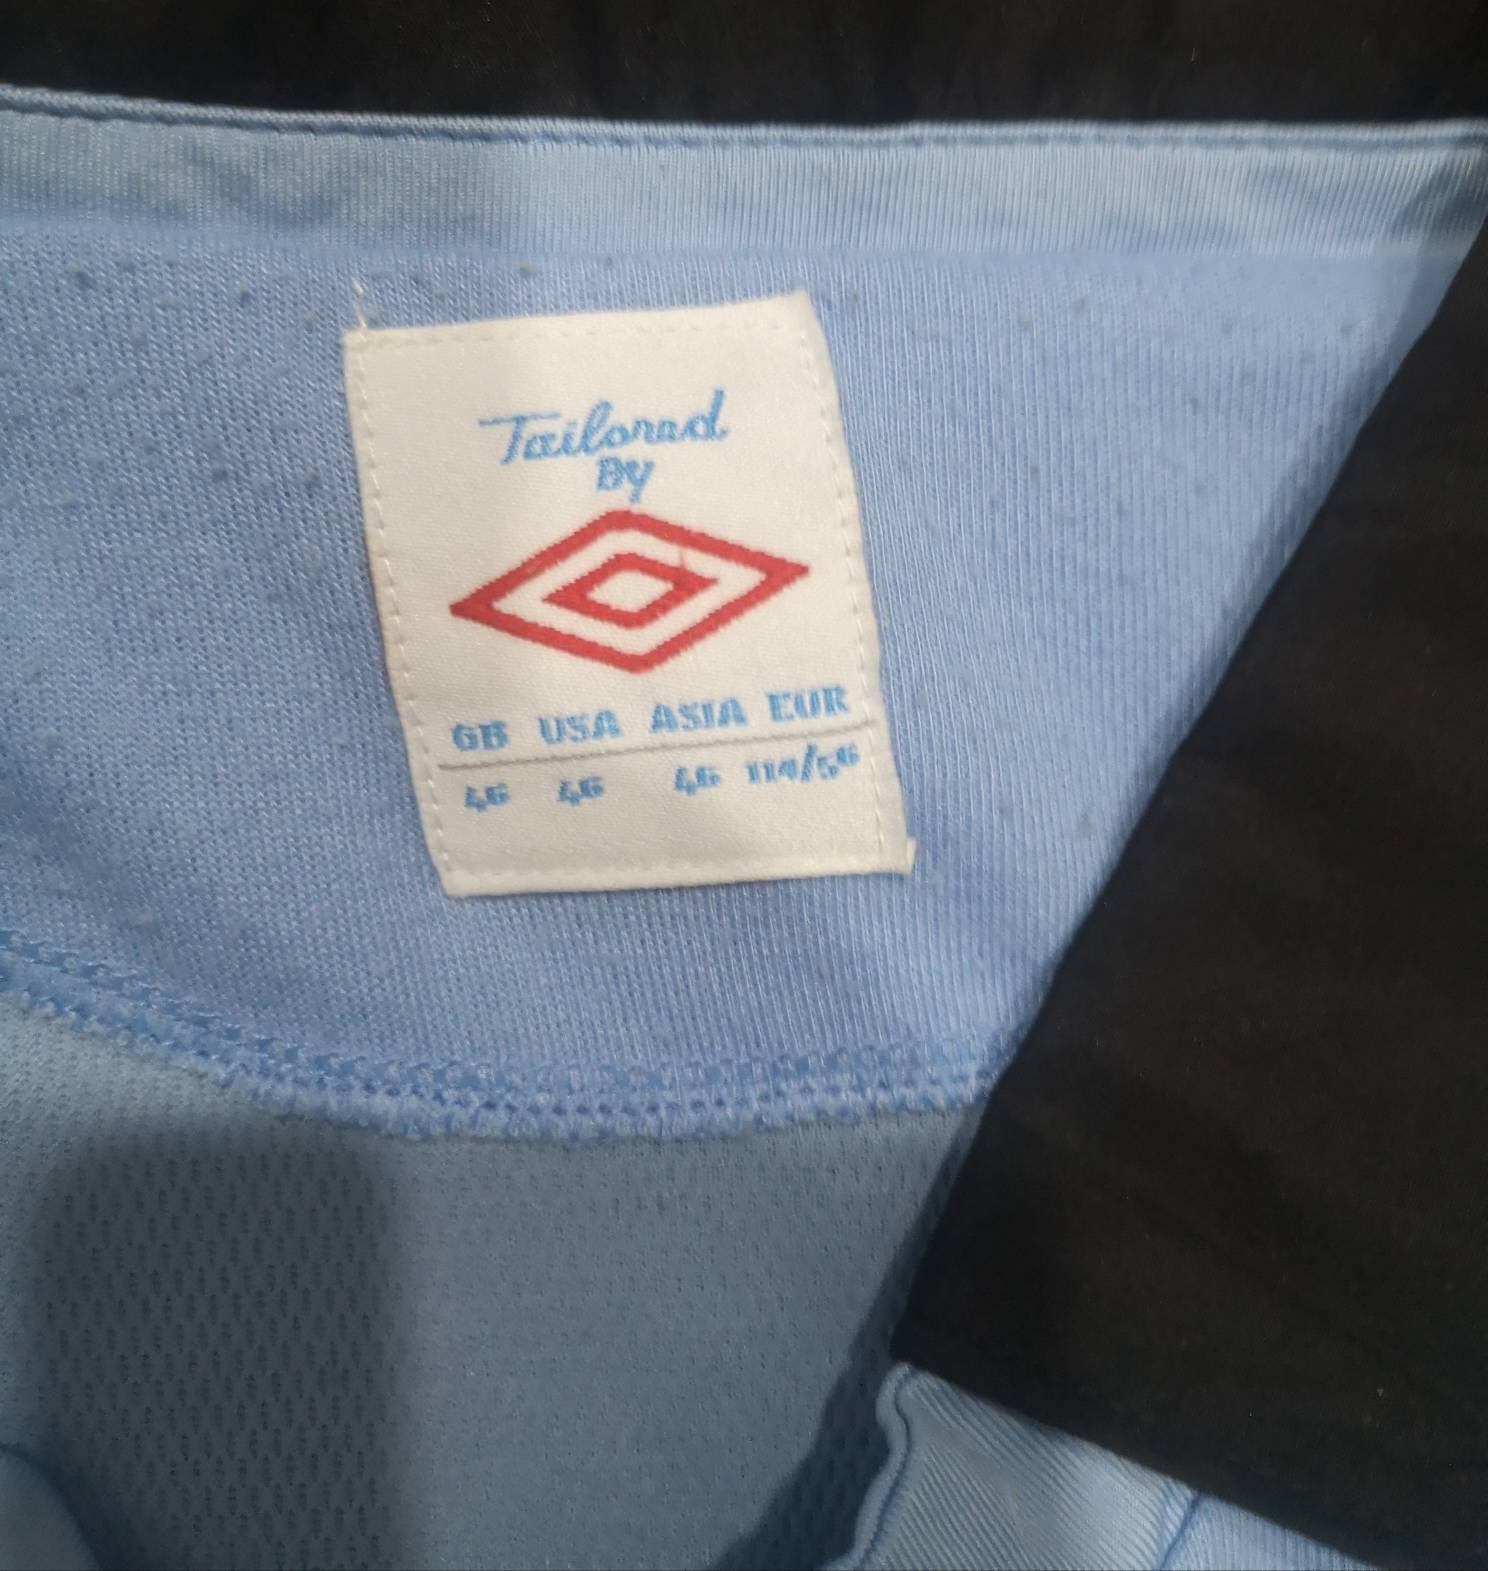 Tailored
By
GB USA ASIA EUR
46 46 46 114/56